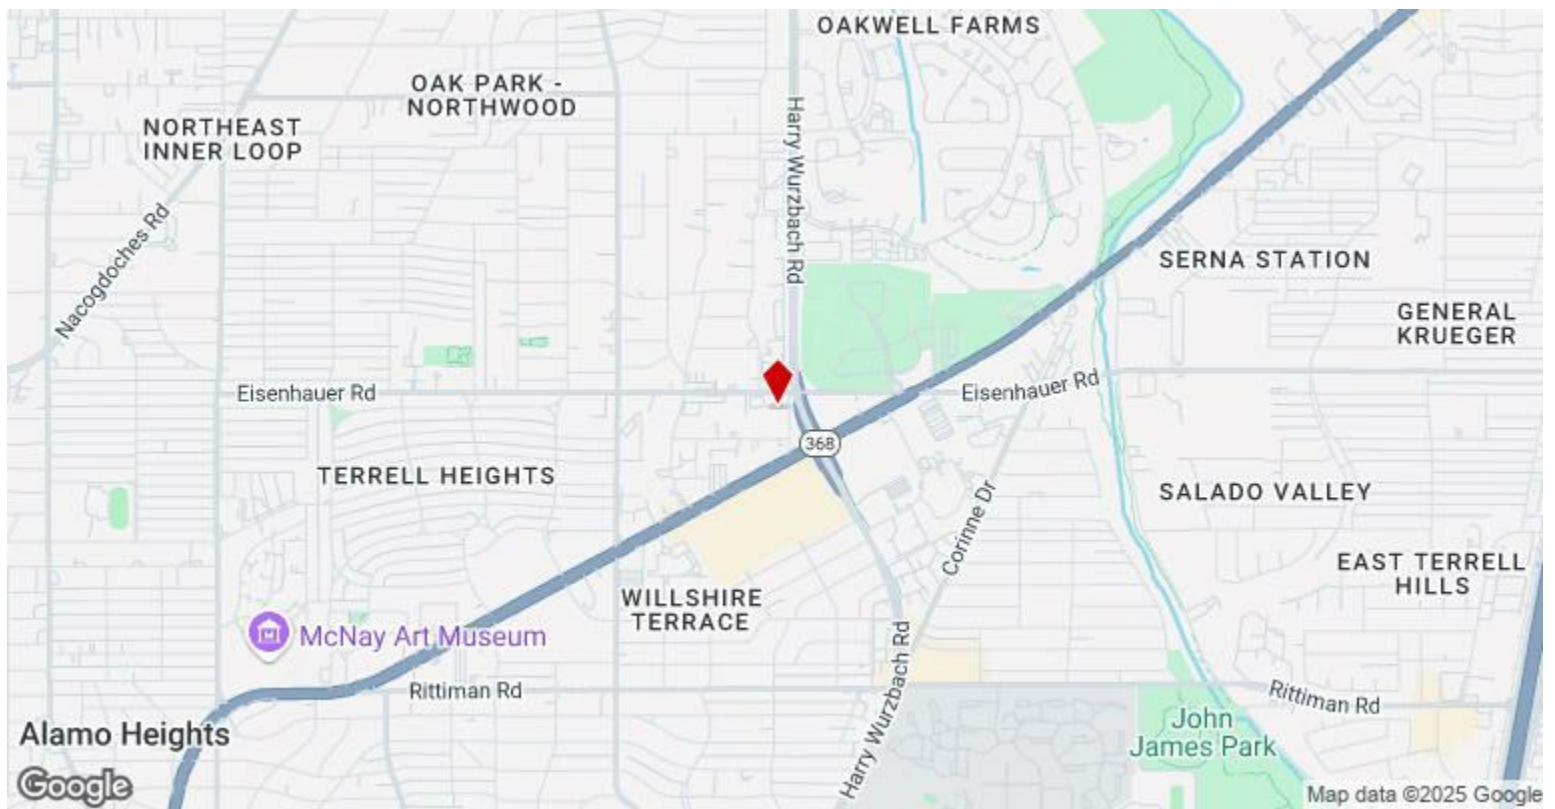 OAKWELL FARMS
OAK PARK -
NORTHWOOD
NORTHEAST
INNER LOOP
Harry Wurzbach Rd
Nacogdoches Rd
SERNA STATION
GENERAL
KRUEGER
Eisenhauer Rd
Eisenhauer Rd
368
TERRELL HEIGHTS
SALADO VALLEY
Corinne Dr
EAST TERRELL
HILLS
WILLSHIRE
TERRACE
McNay Art Museum
Harry Wurzbach Rd
Rittiman Rd
Rittiman Rd
John
James Park
Alamo Heights
Google
Map data ©2025 Google